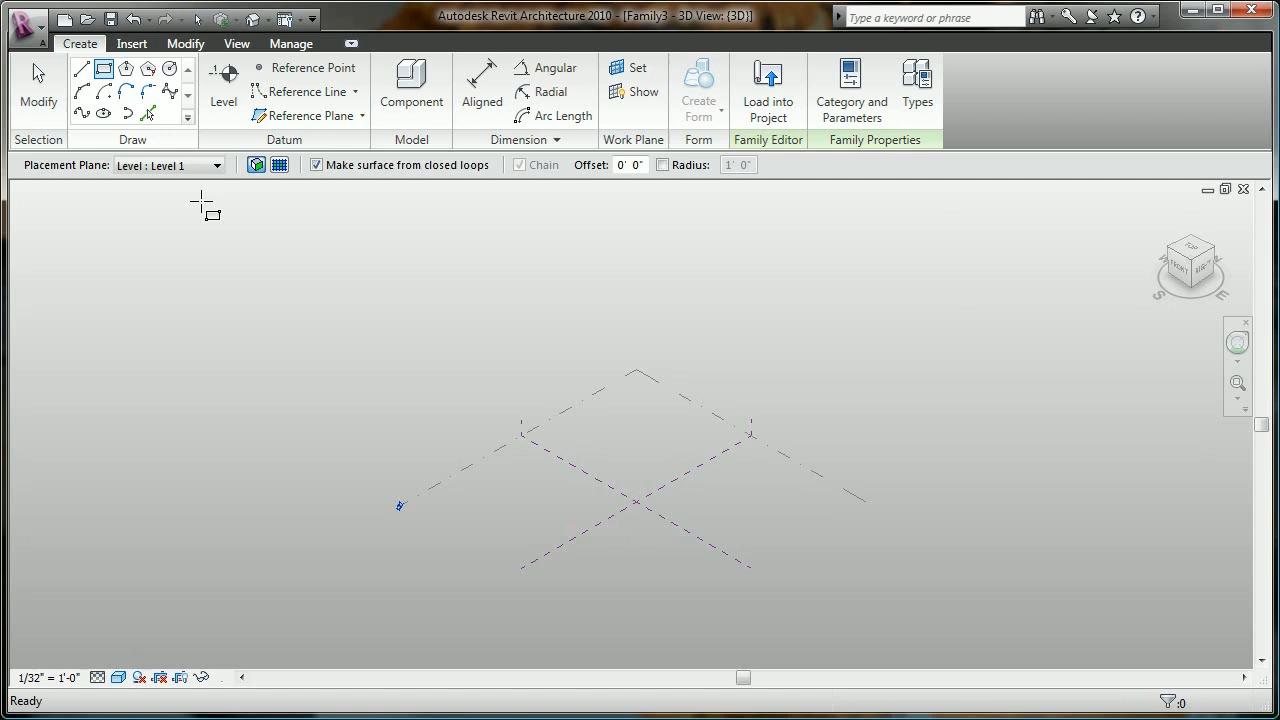 Autodesk Revit Architecture 2010 - [Family3 - 3D View: {3D}]
Type a keyword or phrase
Create Insert Modify View Manage
Modify
Level
Reference Point
Reference Line
Reference Plane
Component
Aligned
Angular
Radial
Arc Length
Set
Show
Create
Form
Load into
Project
Category and
Parameters
Types
Selection Draw Datum Model Dimension Work Plane Form Family Editor Family Properties
Placement Plane: Level : Level 1 Make surface from closed loops Chain Offset: 0' 0" Radius: 1' 0"
TOP
FRONT
RIGHT
S E
1/32" = 1'-0"
Ready :0